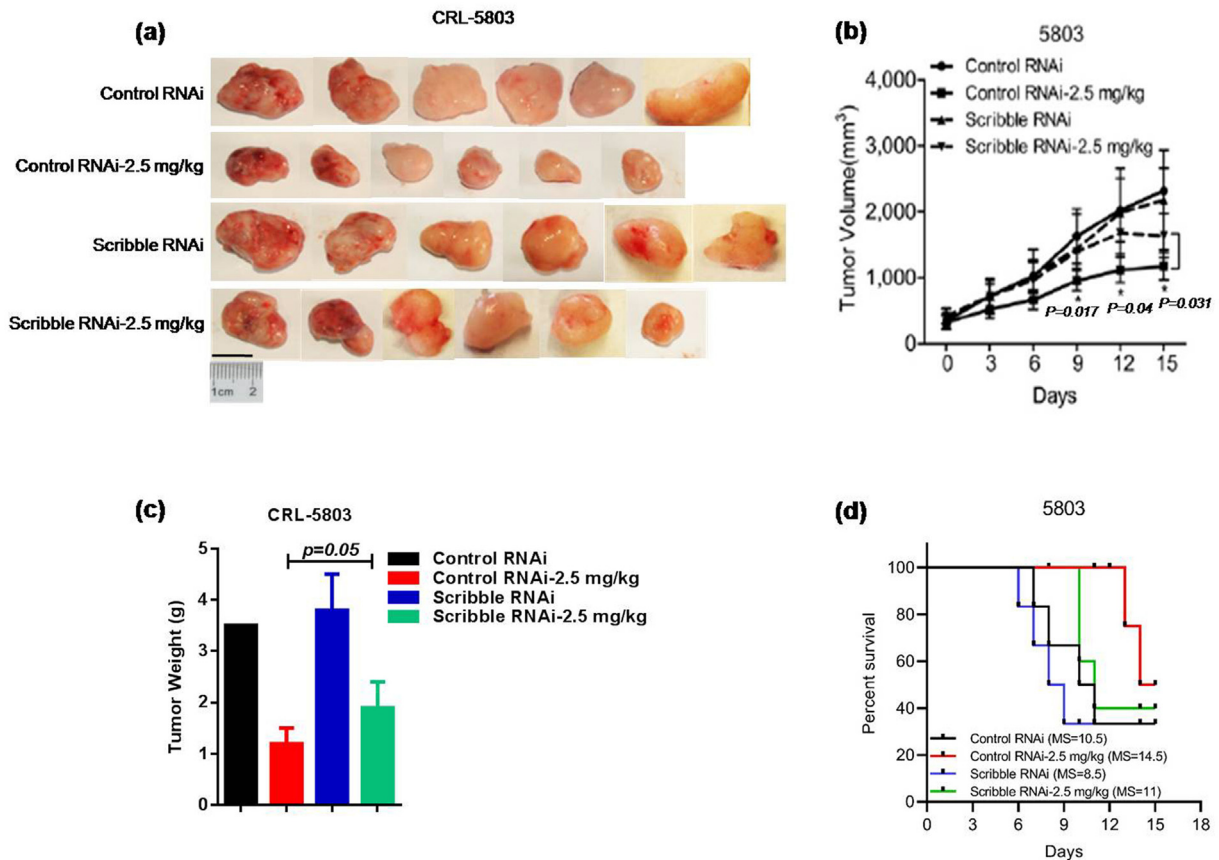 CRL-5803
(a)
Control RNAi
Control RNAi-2.5 mg/kg
Scribble RNAi
Scribble RNAi-2.5 mg/kg
1cm 2
(b)
5803
Control RNAi
Control RNAi-2.5 mg/kg
Scribble RNAi
Scribble RNAi-2.5 mg/kg
Tumor Volume(mm³)
4,000
3,000
2,000
1,000
0
* * *
P=0.017 P=0.04 P=0.031
0 3 6 9 12 15
Days
(c)
CRL-5803
p=0.05
Control RNAi
Control RNAi-2.5 mg/kg
Scribble RNAi
Scribble RNAi-2.5 mg/kg
Tumor Weight (g)
5
4
3
2
1
0
(d)
5803
Percent survival
100
80
60
40
20
0
Control RNAi (MS=10.5)
Control RNAi-2.5 mg/kg (MS=14.5)
Scribble RNAi (MS=8.5)
Scribble RNAi-2.5 mg/kg (MS=11)
0 3 6 9 12 15 18
Days